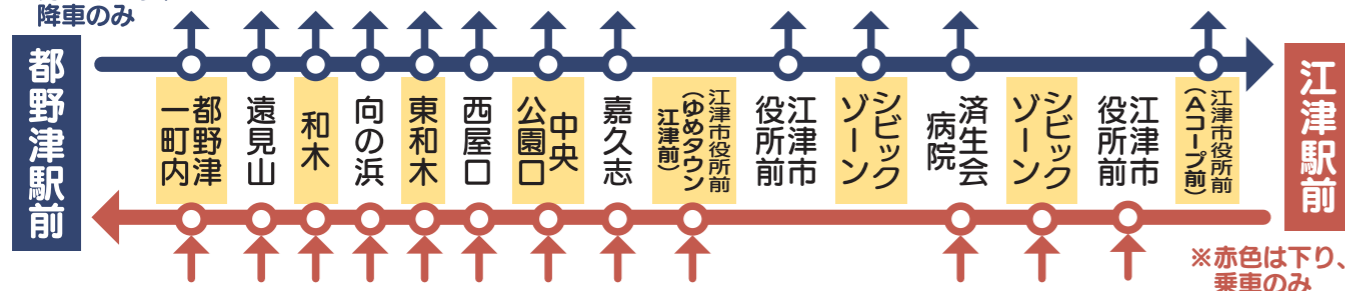 降車のみ
都野津駅前
都野津
一町内
遠見山
和木
向の浜
東和木
西屋口
中央
公園口
嘉久志
江津市役所前
(ゆめタウン
江津前)
江津市
役所前
シビック
ゾーン
済生会
病院
シビック
ゾーン
江津市
役所前
江津市役所前
(Aコープ前)
江津駅前
※赤色は下り、
乗車のみ